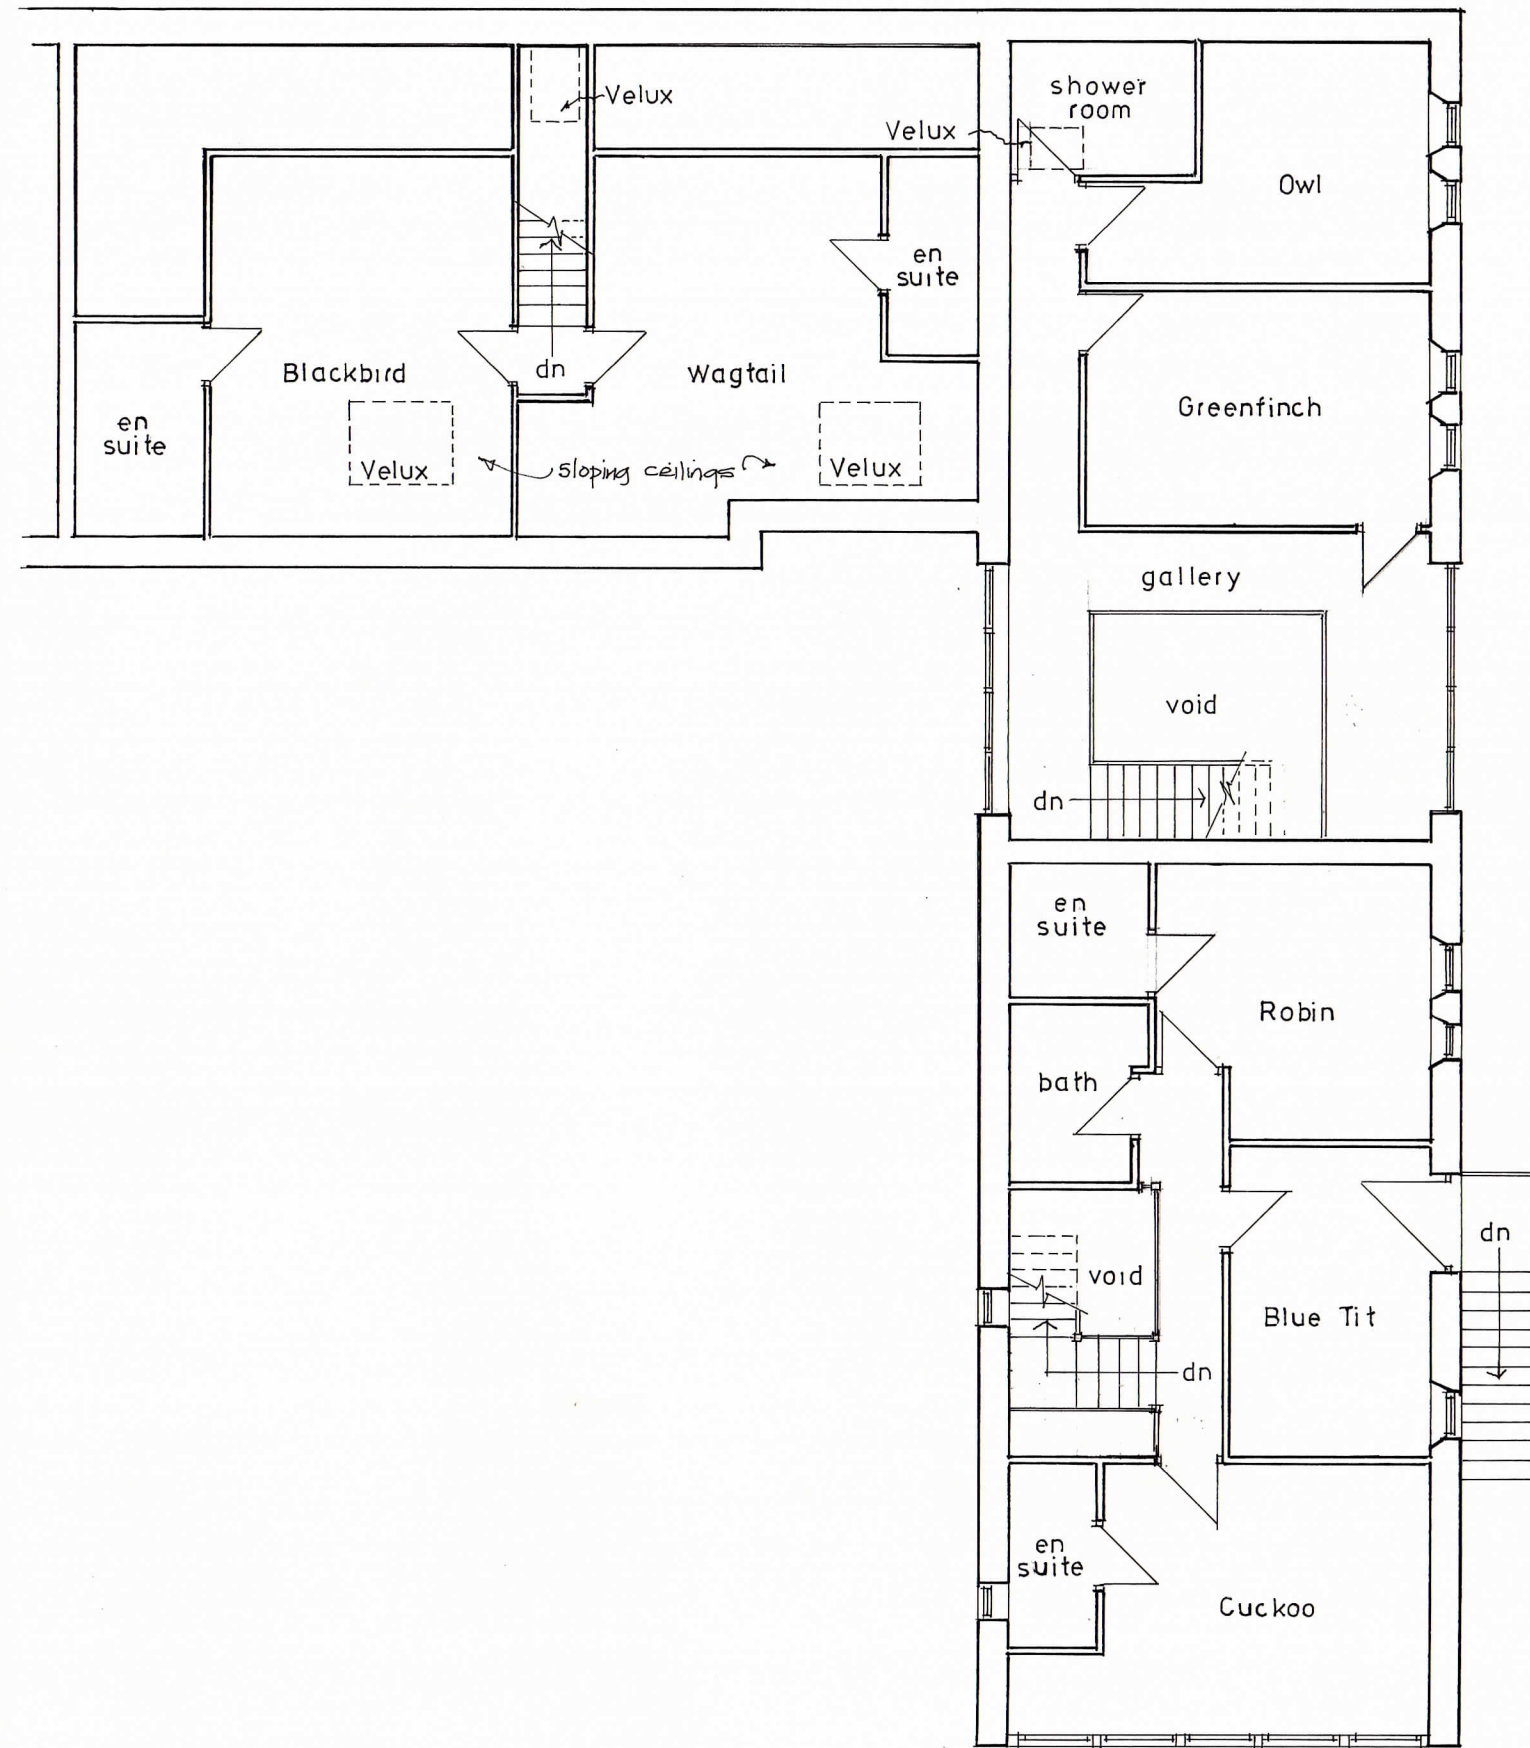 Velux
shower
room
Velux
Owl
en
suite
Blackbird
dn
Wagtail
Greenfinch
en
suite
Velux
sloping ceilings
Velux
gallery
void
dn
en
suite
Robin
bath
dn
void
Blue Tit
dn
en
suite
Cuckoo